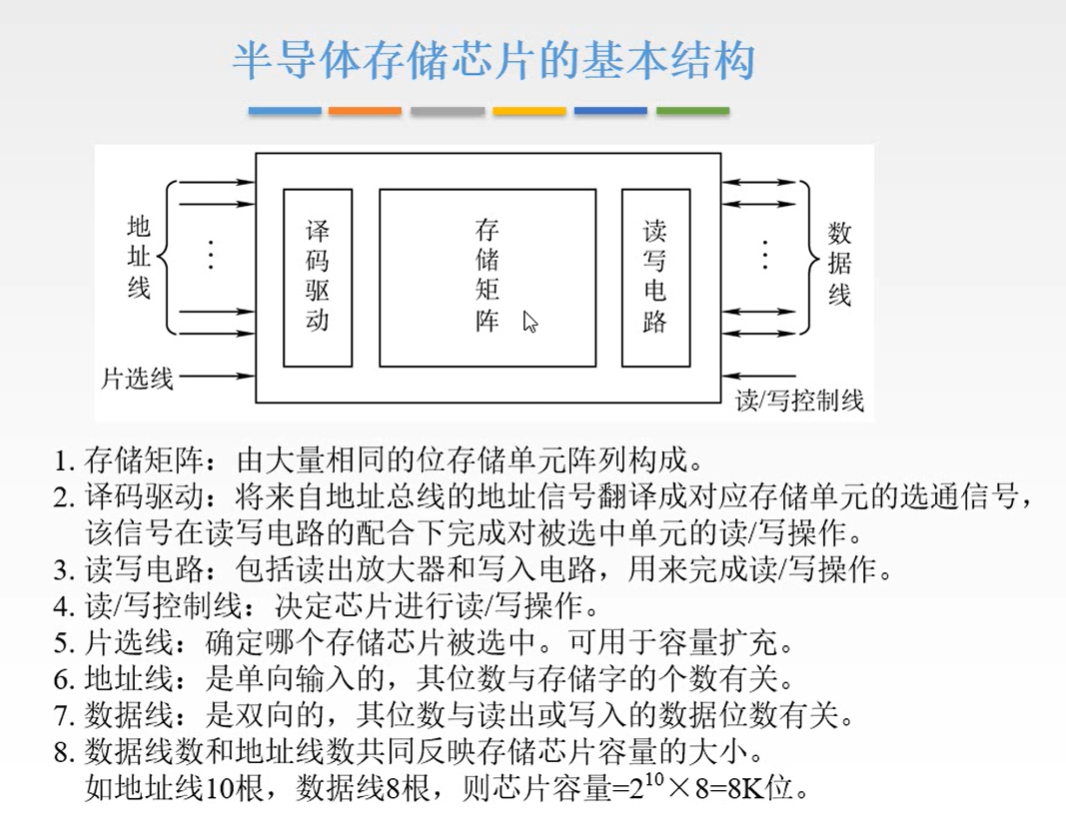 半导体存储芯片的基本结构
地址线
片选线
译码驱动
存储矩阵
读写电路
数据线
读/写控制线
1. 存储矩阵：由大量相同的位存储单元阵列构成。
2. 译码驱动：将来自地址总线的地址信号翻译成对应存储单元的选通信号，
该信号在读写电路的配合下完成对被选中单元的读/写操作。
3. 读写电路：包括读出放大器和写入电路，用来完成读/写操作。
4. 读/写控制线：决定芯片进行读/写操作。
5. 片选线：确定哪个存储芯片被选中。可用于容量扩充。
6. 地址线：是单向输入的，其位数与存储字的个数有关。
7. 数据线：是双向的，其位数与读出或写入的数据位数有关。
8. 数据线数和地址线数共同反映存储芯片容量的大小。
如地址线10根，数据线8根，则芯片容量=2¹⁰×8=8K位。